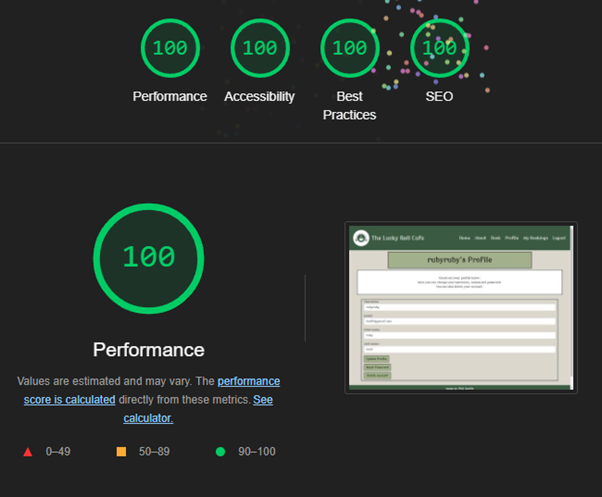 100 100 100 100
Performance Accessibility Best Practices SEO
100
Performance
Values are estimated and may vary. The performance
score is calculated directly from these metrics. See
calculator.
0–49 50–89 90–100
The Lucky Roll Cafe
Home About Deals Profile My Bookings Logout
rubyruby's Profile
Update Profile
Reset Password
Delete Account